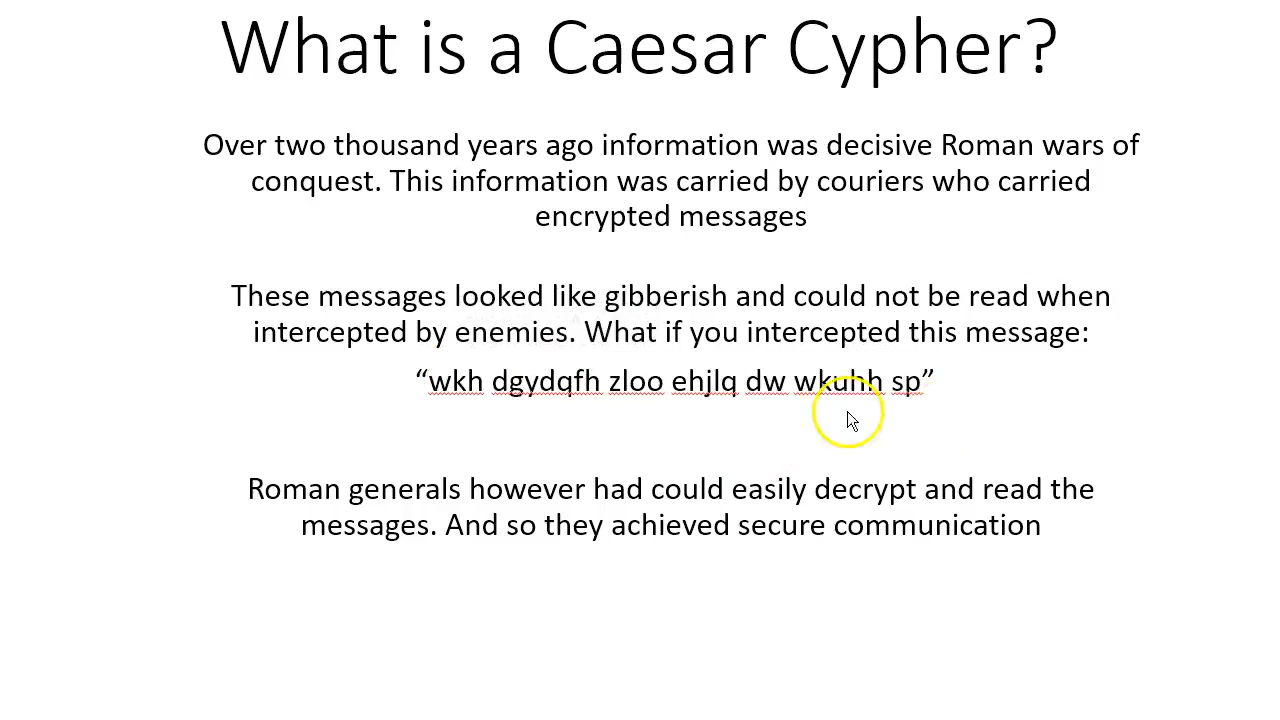 What is a Caesar Cypher?
Over two thousand years ago information was decisive Roman wars of
conquest. This information was carried by couriers who carried
encrypted messages
These messages looked like gibberish and could not be read when
intercepted by enemies. What if you intercepted this message:
“wkh dgydqfh zloo ehjlq dw wkuhh sp”
Roman generals however had could easily decrypt and read the
messages. And so they achieved secure communication